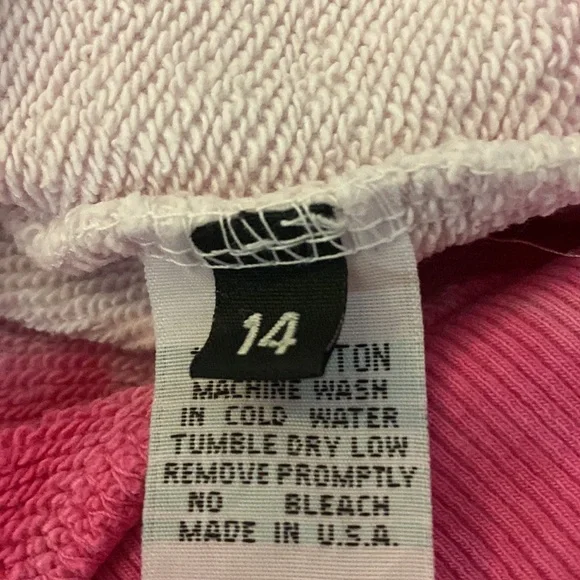 14
TON
MACHINE WASH
IN COLD WATER
TUMBLE DRY LOW
REMOVE PROMPTLY
NO BLEACH
MADE IN U.S.A.